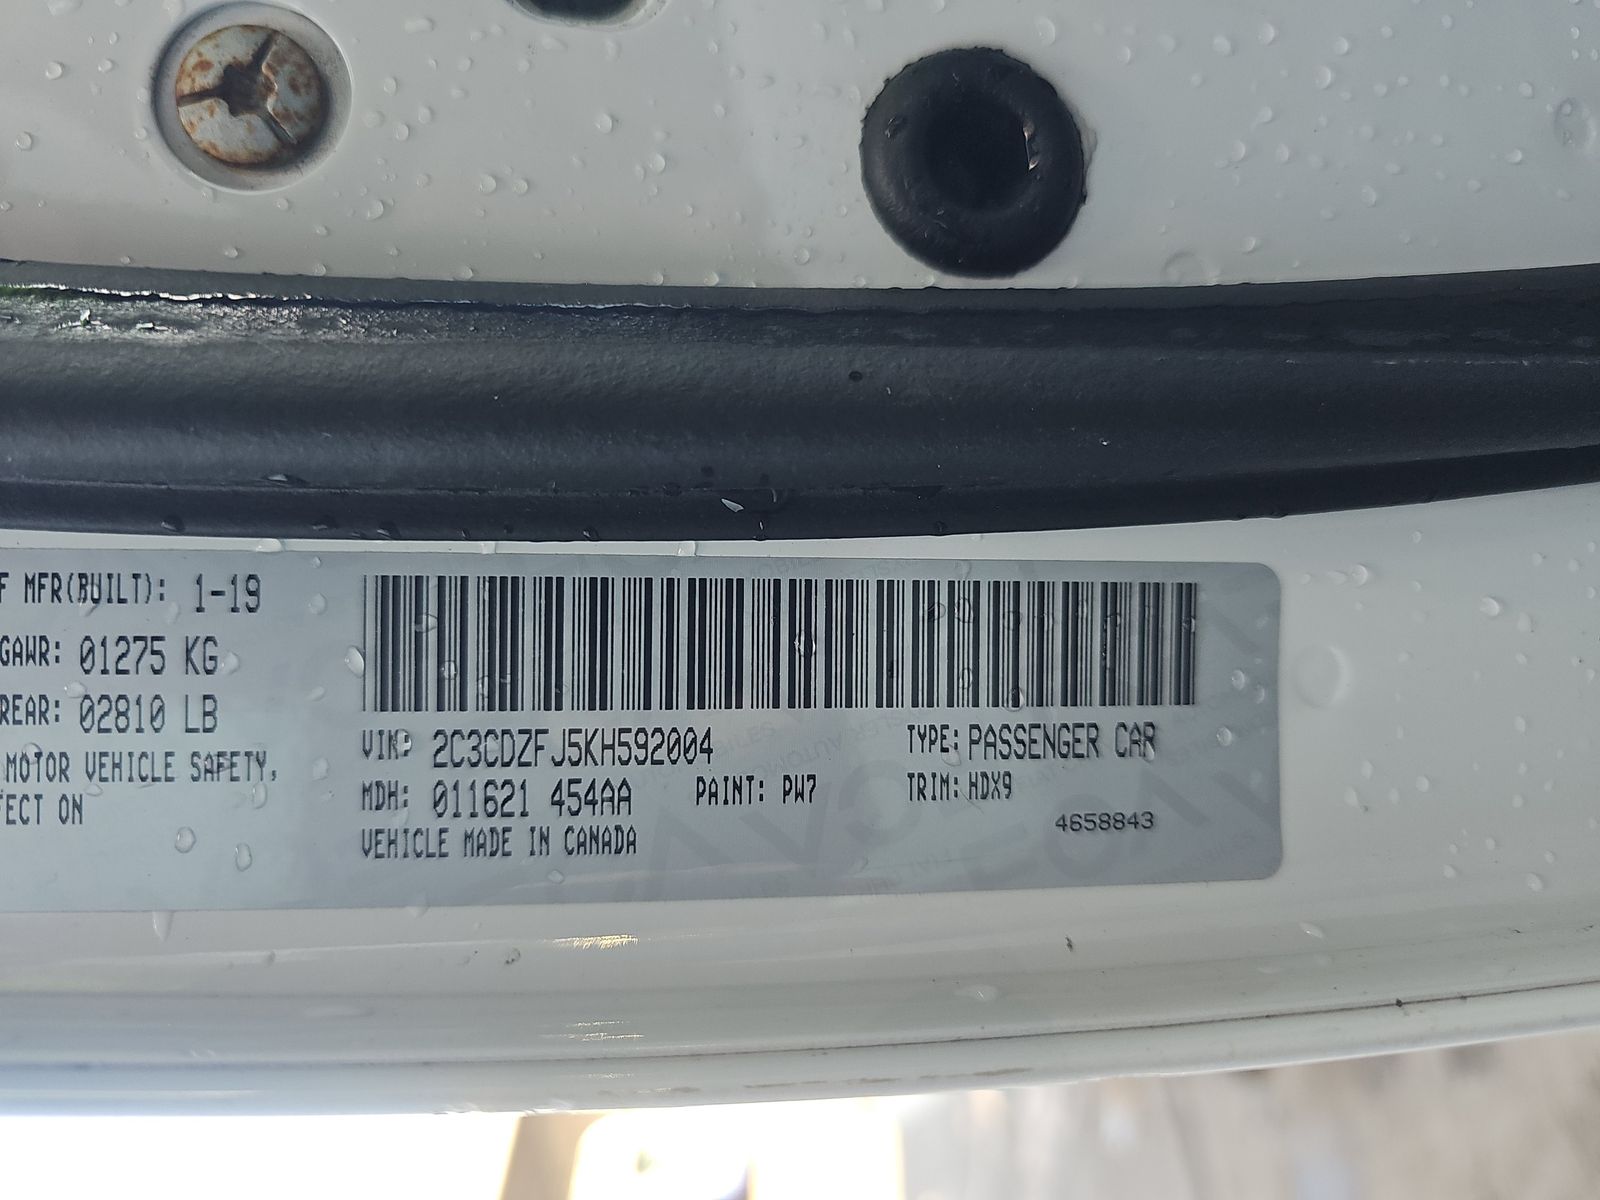 F MFR(BUILT): 1-19
GAWR: 01275 KG
REAR: 02810 LB
MOTOR VEHICLE SAFETY,
FECT ON
VIN: 2C3CDZFJ5KH592004
TYPE: PASSENGER CAR
MDH: 011621 454AA
PAINT: PW7
TRIM: HDX9
VEHICLE MADE IN CANADA
4658843